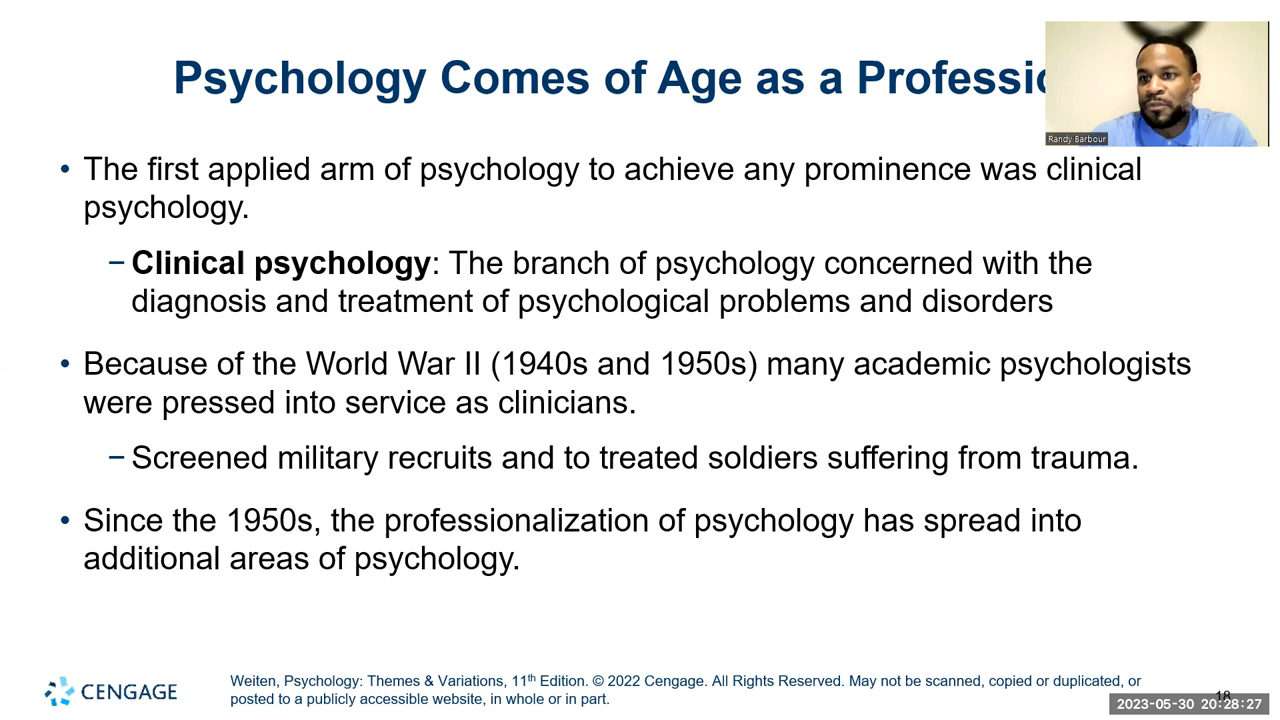 Psychology Comes of Age as a Professio
Randy Barbour
• The first applied arm of psychology to achieve any prominence was clinical
psychology.
− Clinical psychology: The branch of psychology concerned with the
diagnosis and treatment of psychological problems and disorders
• Because of the World War II (1940s and 1950s) many academic psychologists
were pressed into service as clinicians.
− Screened military recruits and to treated soldiers suffering from trauma.
• Since the 1950s, the professionalization of psychology has spread into
additional areas of psychology.
CENGAGE
Weiten, Psychology: Themes & Variations, 11th Edition. © 2022 Cengage. All Rights Reserved. May not be scanned, copied or duplicated, or
posted to a publicly accessible website, in whole or in part.
18
2023-05-30 20:28:27